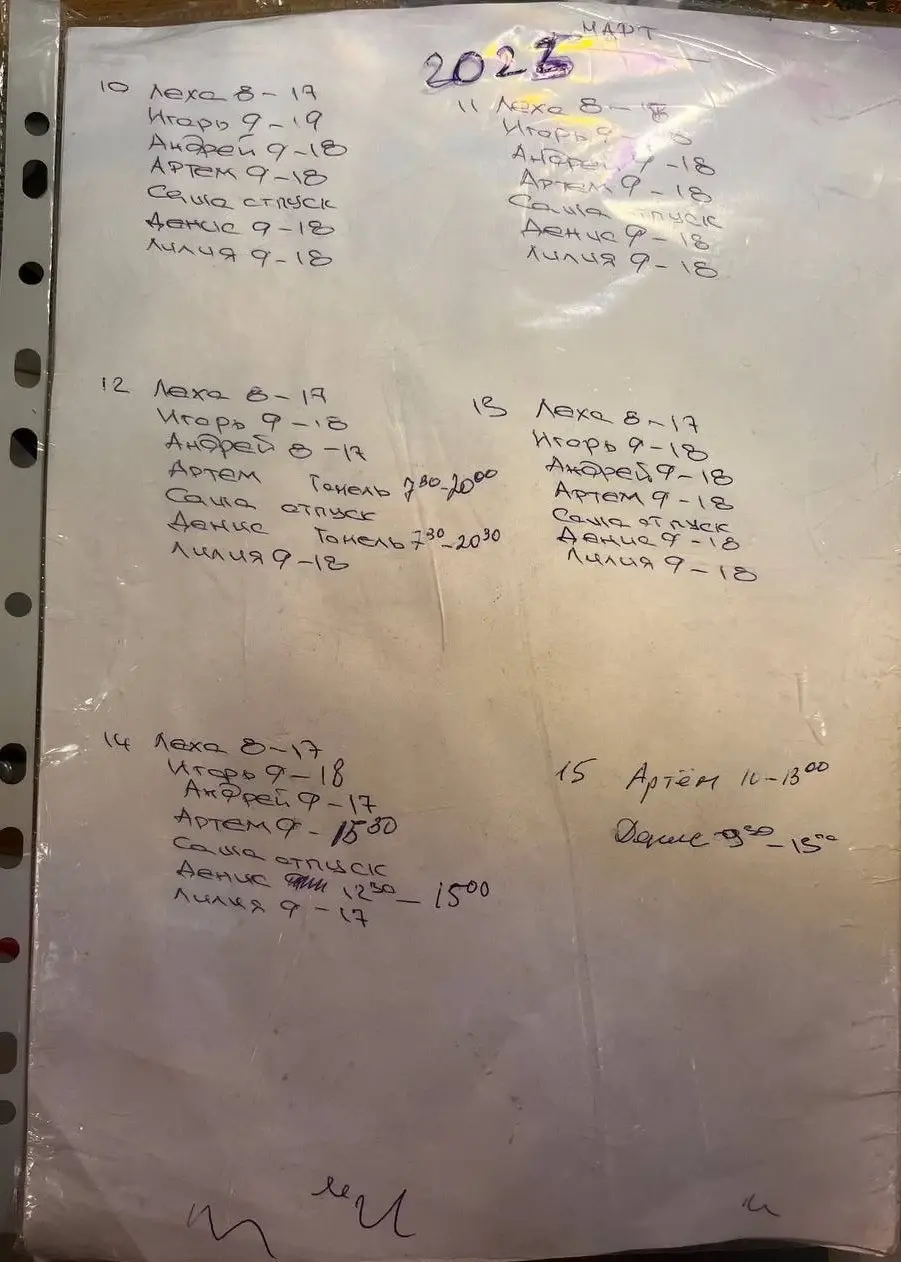 МАРТ
2025
10 Леха 8-17
Игорь 9-19
Андрей 9-18
Артем 9-18
Саша отпуск
Денис 9-18
Лилия 9-18
11 Леха 8-18
Игорь 9-18
Андрей 9-18
Артем 9-18
Саша отпуск
Денис 9-18
Лилия 9-18
12 Леха 8-17
Игорь 9-18
Андрей 8-17
Артем Тонель 7³⁰-20⁰⁰
Саша отпуск
Денис Тонель 7³⁰-20³⁰
Лилия 9-18
13 Леха 8-17
Игорь 9-18
Андрей 9-18
Артем 9-18
Саша отпуск
Денис 9-18
Лилия 9-18
14 Леха 8-17
Игорь 9-18
Андрей 9-17
Артем 9-15³⁰
Саша отпуск
Денис 12³⁰-15⁰⁰
Лилия 9-17
15 Артём 10-13⁰⁰
Денис 9³⁰-15⁰⁰